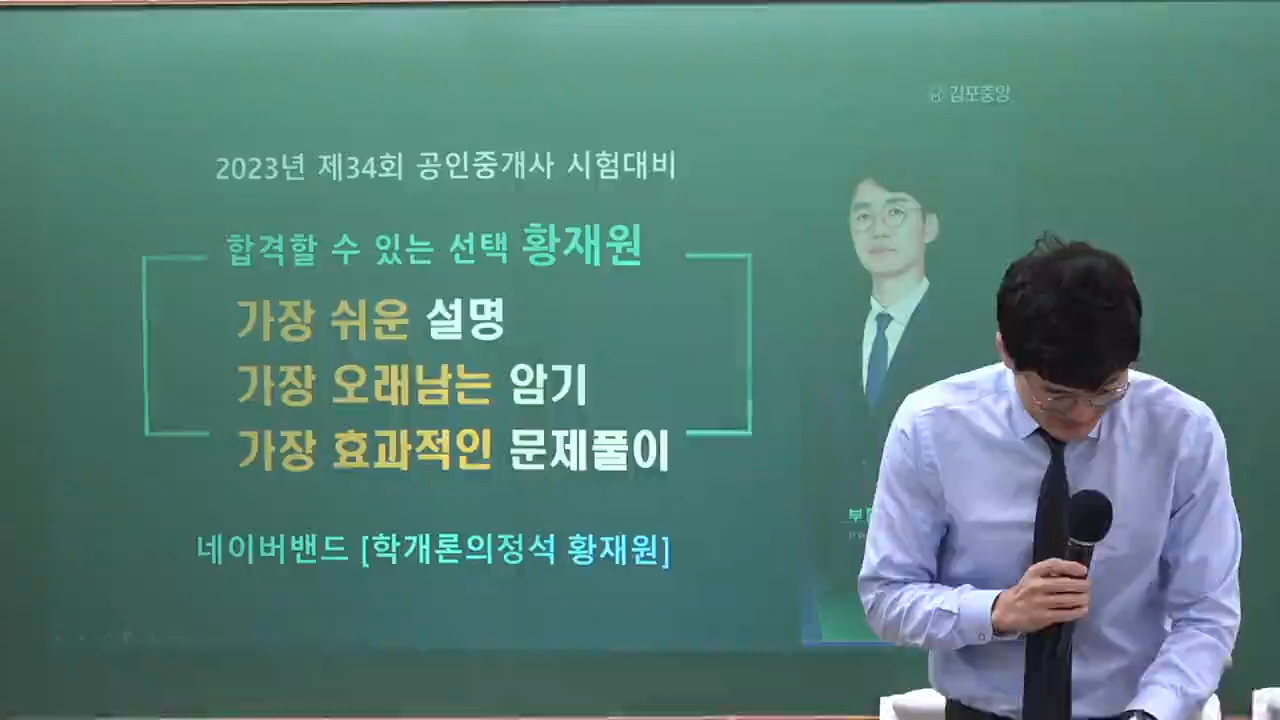 김포중앙
2023년 제34회 공인중개사 시험대비
합격할 수 있는 선택 황재원
가장 쉬운 설명
가장 오래남는 암기
가장 효과적인 문제풀이
네이버밴드 [학개론의정석 황재원]